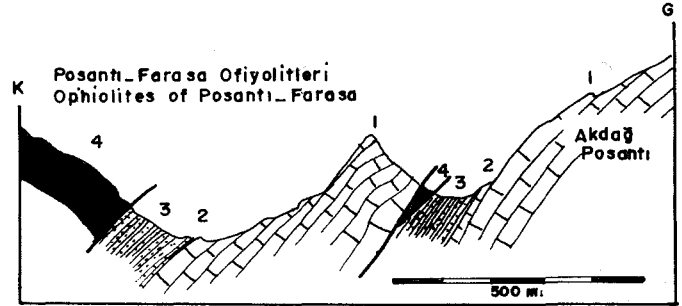 G
K
Posantı_Farasa Ofiyolitleri
Ophiolites of Posantı_Farasa
1
1
4
Akdağ
Posantı
4
3
2
3
2
500 m.